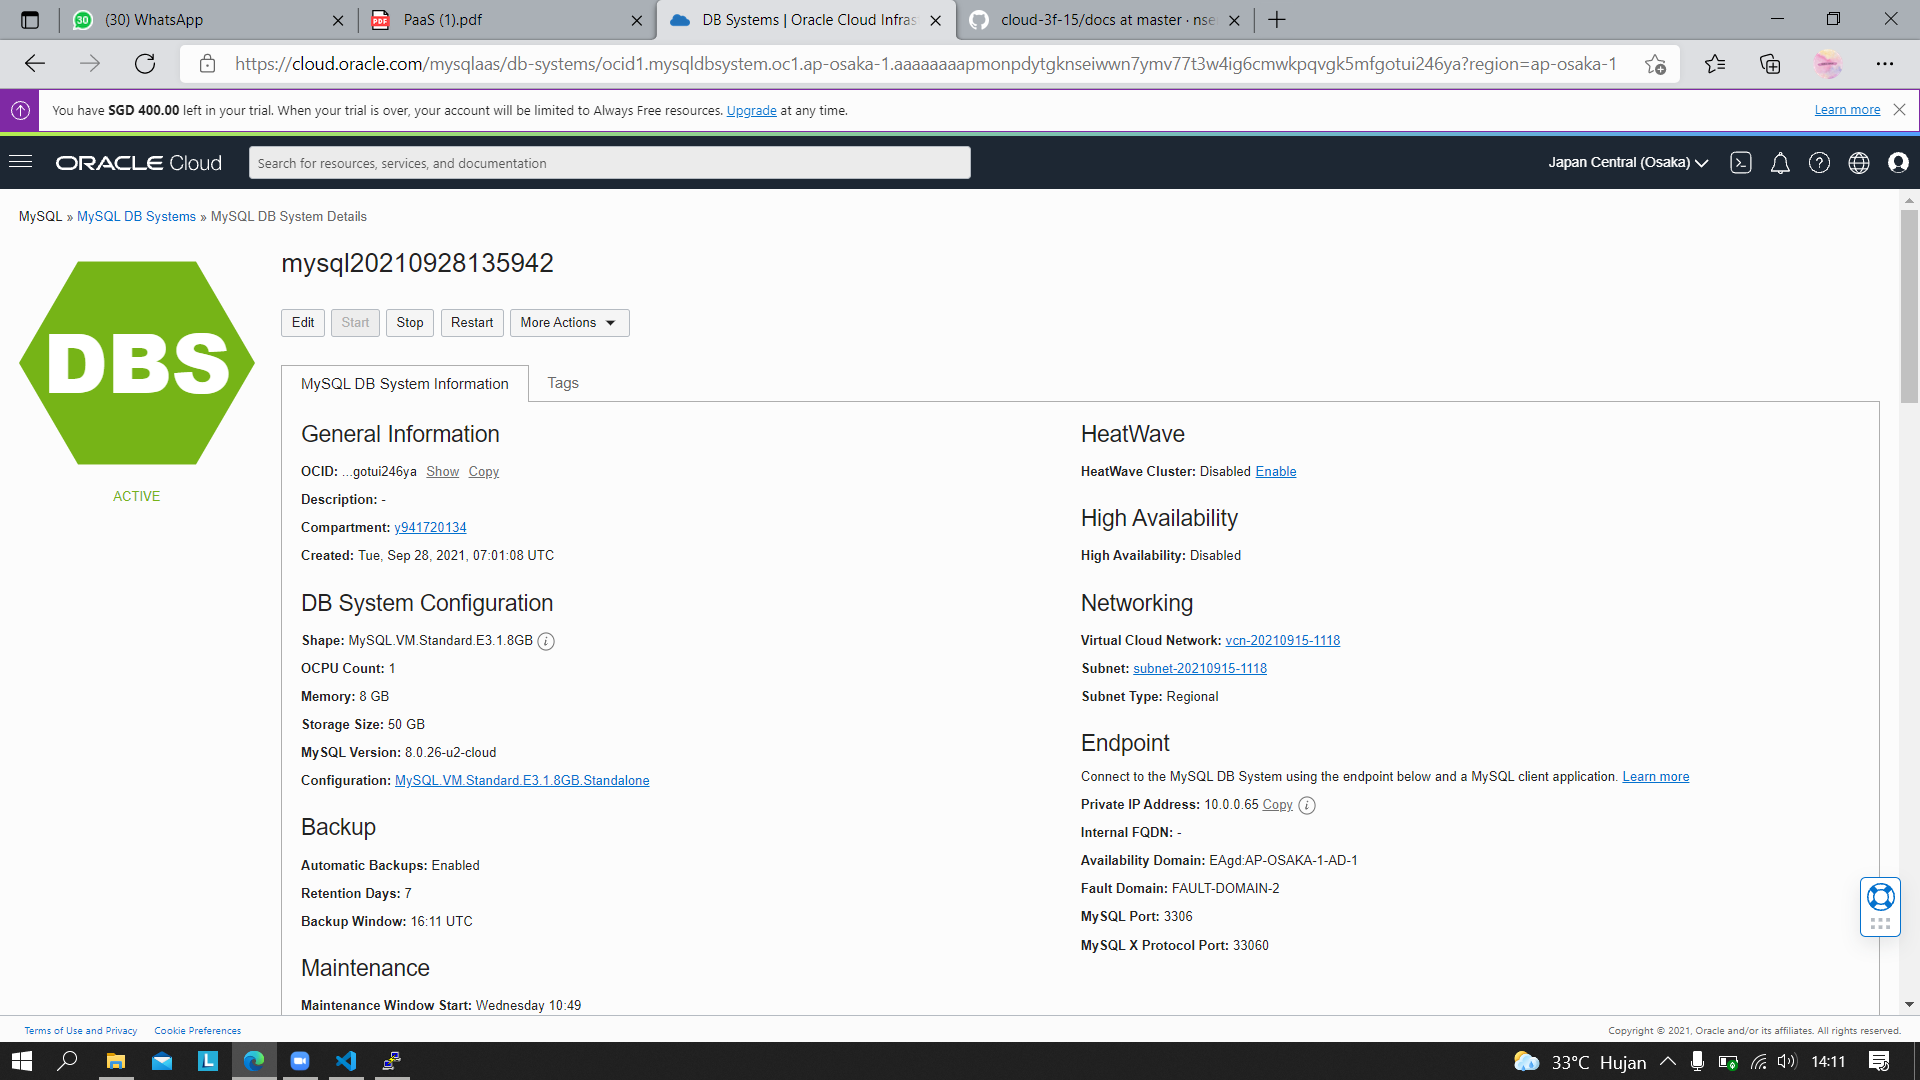 (30) WhatsApp
PaaS (1).pdf
DB Systems | Oracle Cloud Infras
cloud-3f-15/docs at master · nse
https://cloud.oracle.com/mysqlaas/db-systems/ocid1.mysqldbsystem.oc1.ap-osaka-1.aaaaaaaapmonpdytgknseiwwn7ymv77t3w4ig6cmwkpqvgk5mfgotui246ya?region=ap-osaka-1
You have SGD 400.00 left in your trial. When your trial is over, your account will be limited to Always Free resources. Upgrade at any time.
Learn more
ORACLE Cloud
Search for resources, services, and documentation
Japan Central (Osaka)
MySQL » MySQL DB Systems » MySQL DB System Details
DBS
ACTIVE
mysql20210928135942
Edit
Start
Stop
Restart
More Actions
MySQL DB System Information
Tags
General Information
OCID: ...gotui246ya Show Copy
Description: -
Compartment: y941720134
Created: Tue, Sep 28, 2021, 07:01:08 UTC
DB System Configuration
Shape: MySQL.VM.Standard.E3.1.8GB
OCPU Count: 1
Memory: 8 GB
Storage Size: 50 GB
MySQL Version: 8.0.26-u2-cloud
Configuration: MySQL.VM.Standard.E3.1.8GB.Standalone
Backup
Automatic Backups: Enabled
Retention Days: 7
Backup Window: 16:11 UTC
Maintenance
Maintenance Window Start: Wednesday 10:49
HeatWave
HeatWave Cluster: Disabled Enable
High Availability
High Availability: Disabled
Networking
Virtual Cloud Network: vcn-20210915-1118
Subnet: subnet-20210915-1118
Subnet Type: Regional
Endpoint
Connect to the MySQL DB System using the endpoint below and a MySQL client application. Learn more
Private IP Address: 10.0.0.65 Copy
Internal FQDN: -
Availability Domain: EAgd:AP-OSAKA-1-AD-1
Fault Domain: FAULT-DOMAIN-2
MySQL Port: 3306
MySQL X Protocol Port: 33060
Terms of Use and Privacy
Cookie Preferences
Copyright © 2021, Oracle and/or its affiliates. All rights reserved.
33°C Hujan
14:11